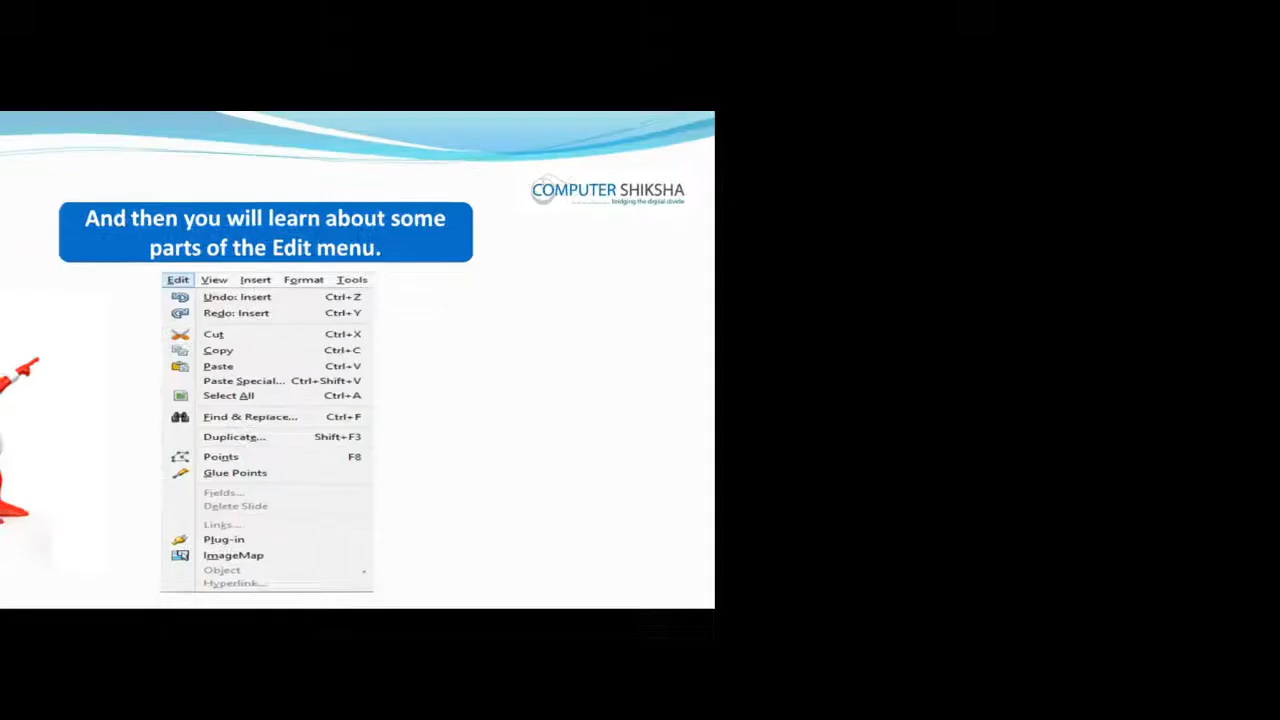 COMPUTER SHIKSHA
bridging the digital divide
And then you will learn about some
parts of the Edit menu.
Edit View Insert Format Tools
Undo: Insert Ctrl+Z
Redo: Insert Ctrl+Y
Cut Ctrl+X
Copy Ctrl+C
Paste Ctrl+V
Paste Special... Ctrl+Shift+V
Select All Ctrl+A
Find & Replace... Ctrl+F
Duplicate... Shift+F3
Points F8
Glue Points
Fields...
Delete Slide
Links...
Plug-in
ImageMap
Object
Hyperlink...